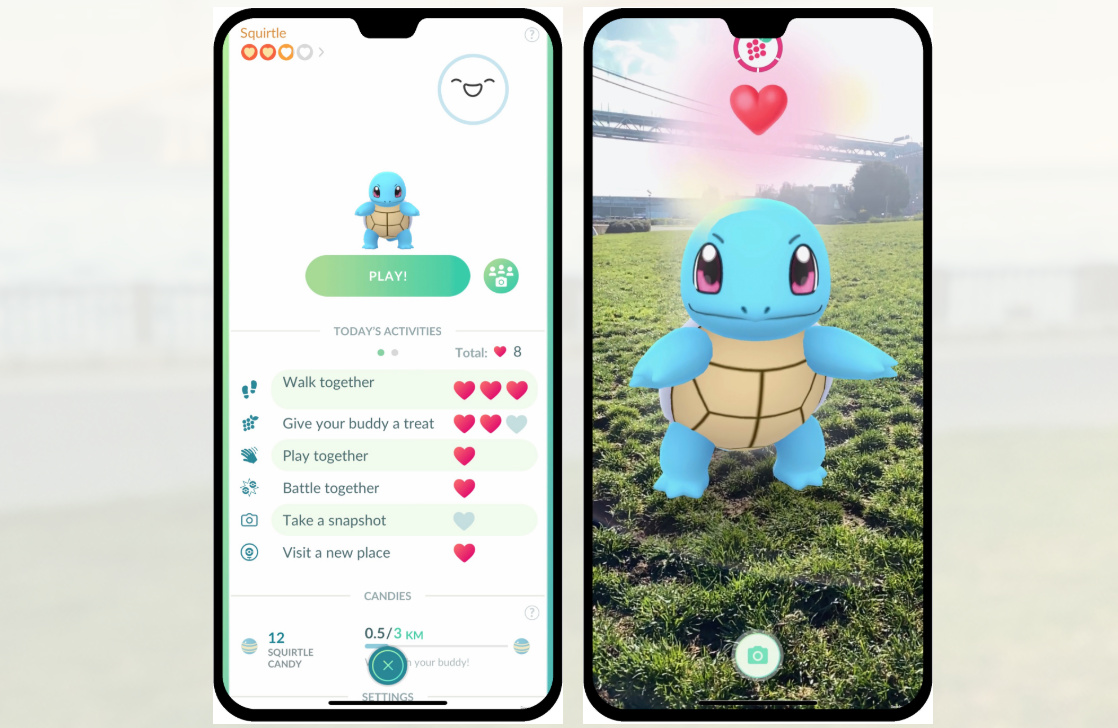 Squirtle
?
PLAY!
TODAY'S ACTIVITIES
Total: 8
Walk together
Give your buddy a treat
Play together
Battle together
Take a snapshot
Visit a new place
CANDIES
?
12
SQUIRTLE
CANDY
0.5/3 KM
your buddy!
SETTINGS